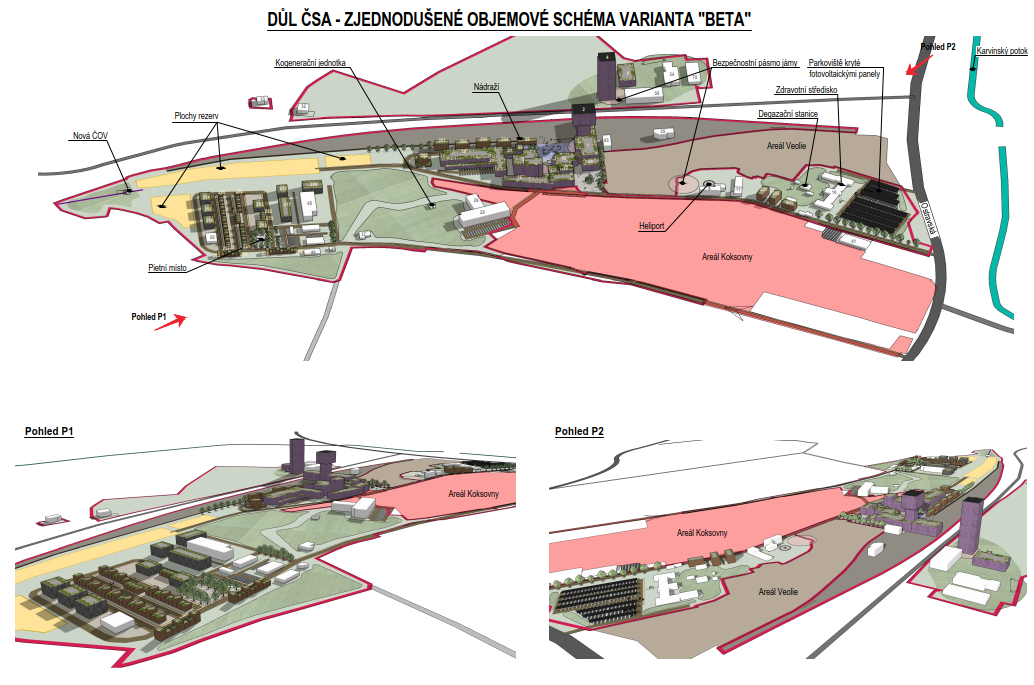 DŮL ČSA - ZJEDNODUŠENÉ OBJEMOVÉ SCHÉMA VARIANTA "BETA"
Pohled P2
Karvinský potok
Kogenerační jednotka
Bezpečnostní pásmo jámy
Parkoviště kryté
fotovoltaickými panely
Nádraží
Zdravotní středisko
Plochy rezerv
Degazační stanice
Nová ČOV
Areál Veolie
Ostravská
Heliport
Areál Koksovny
Pietní místo
Pohled P1
Pohled P1
Pohled P2
Areál Koksovny
Areál Koksovny
Areál Veolie